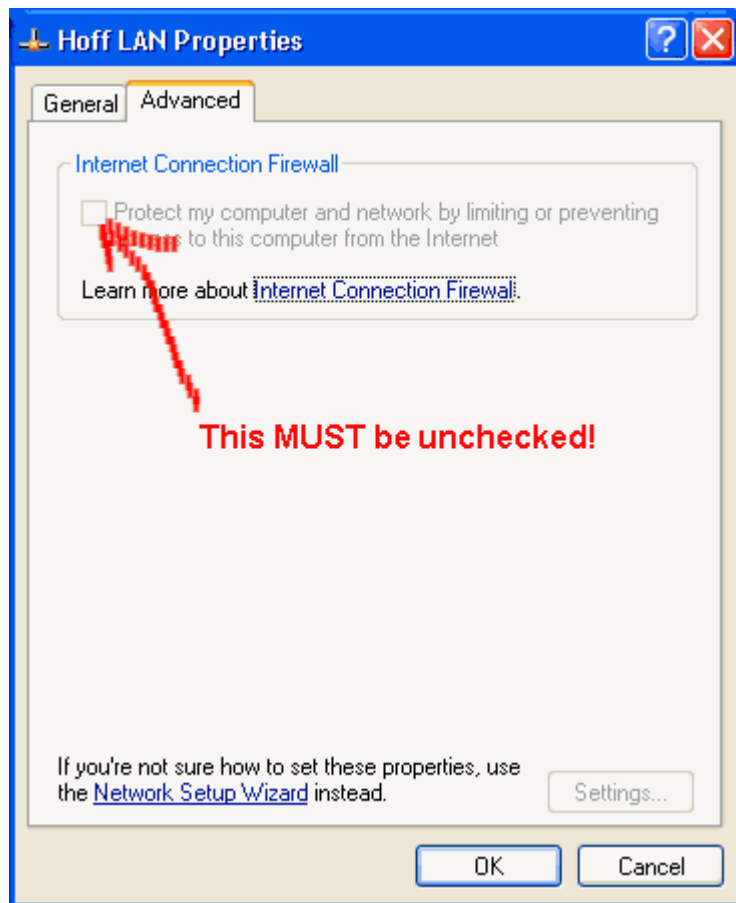 Hoff LAN Properties
General
Advanced
Internet Connection Firewall
Protect my computer and network by limiting or preventing
to this computer from the Internet
Learn more about Internet Connection Firewall.
This MUST be unchecked!
If you're not sure how to set these properties, use
the Network Setup Wizard instead.
Settings...
OK
Cancel